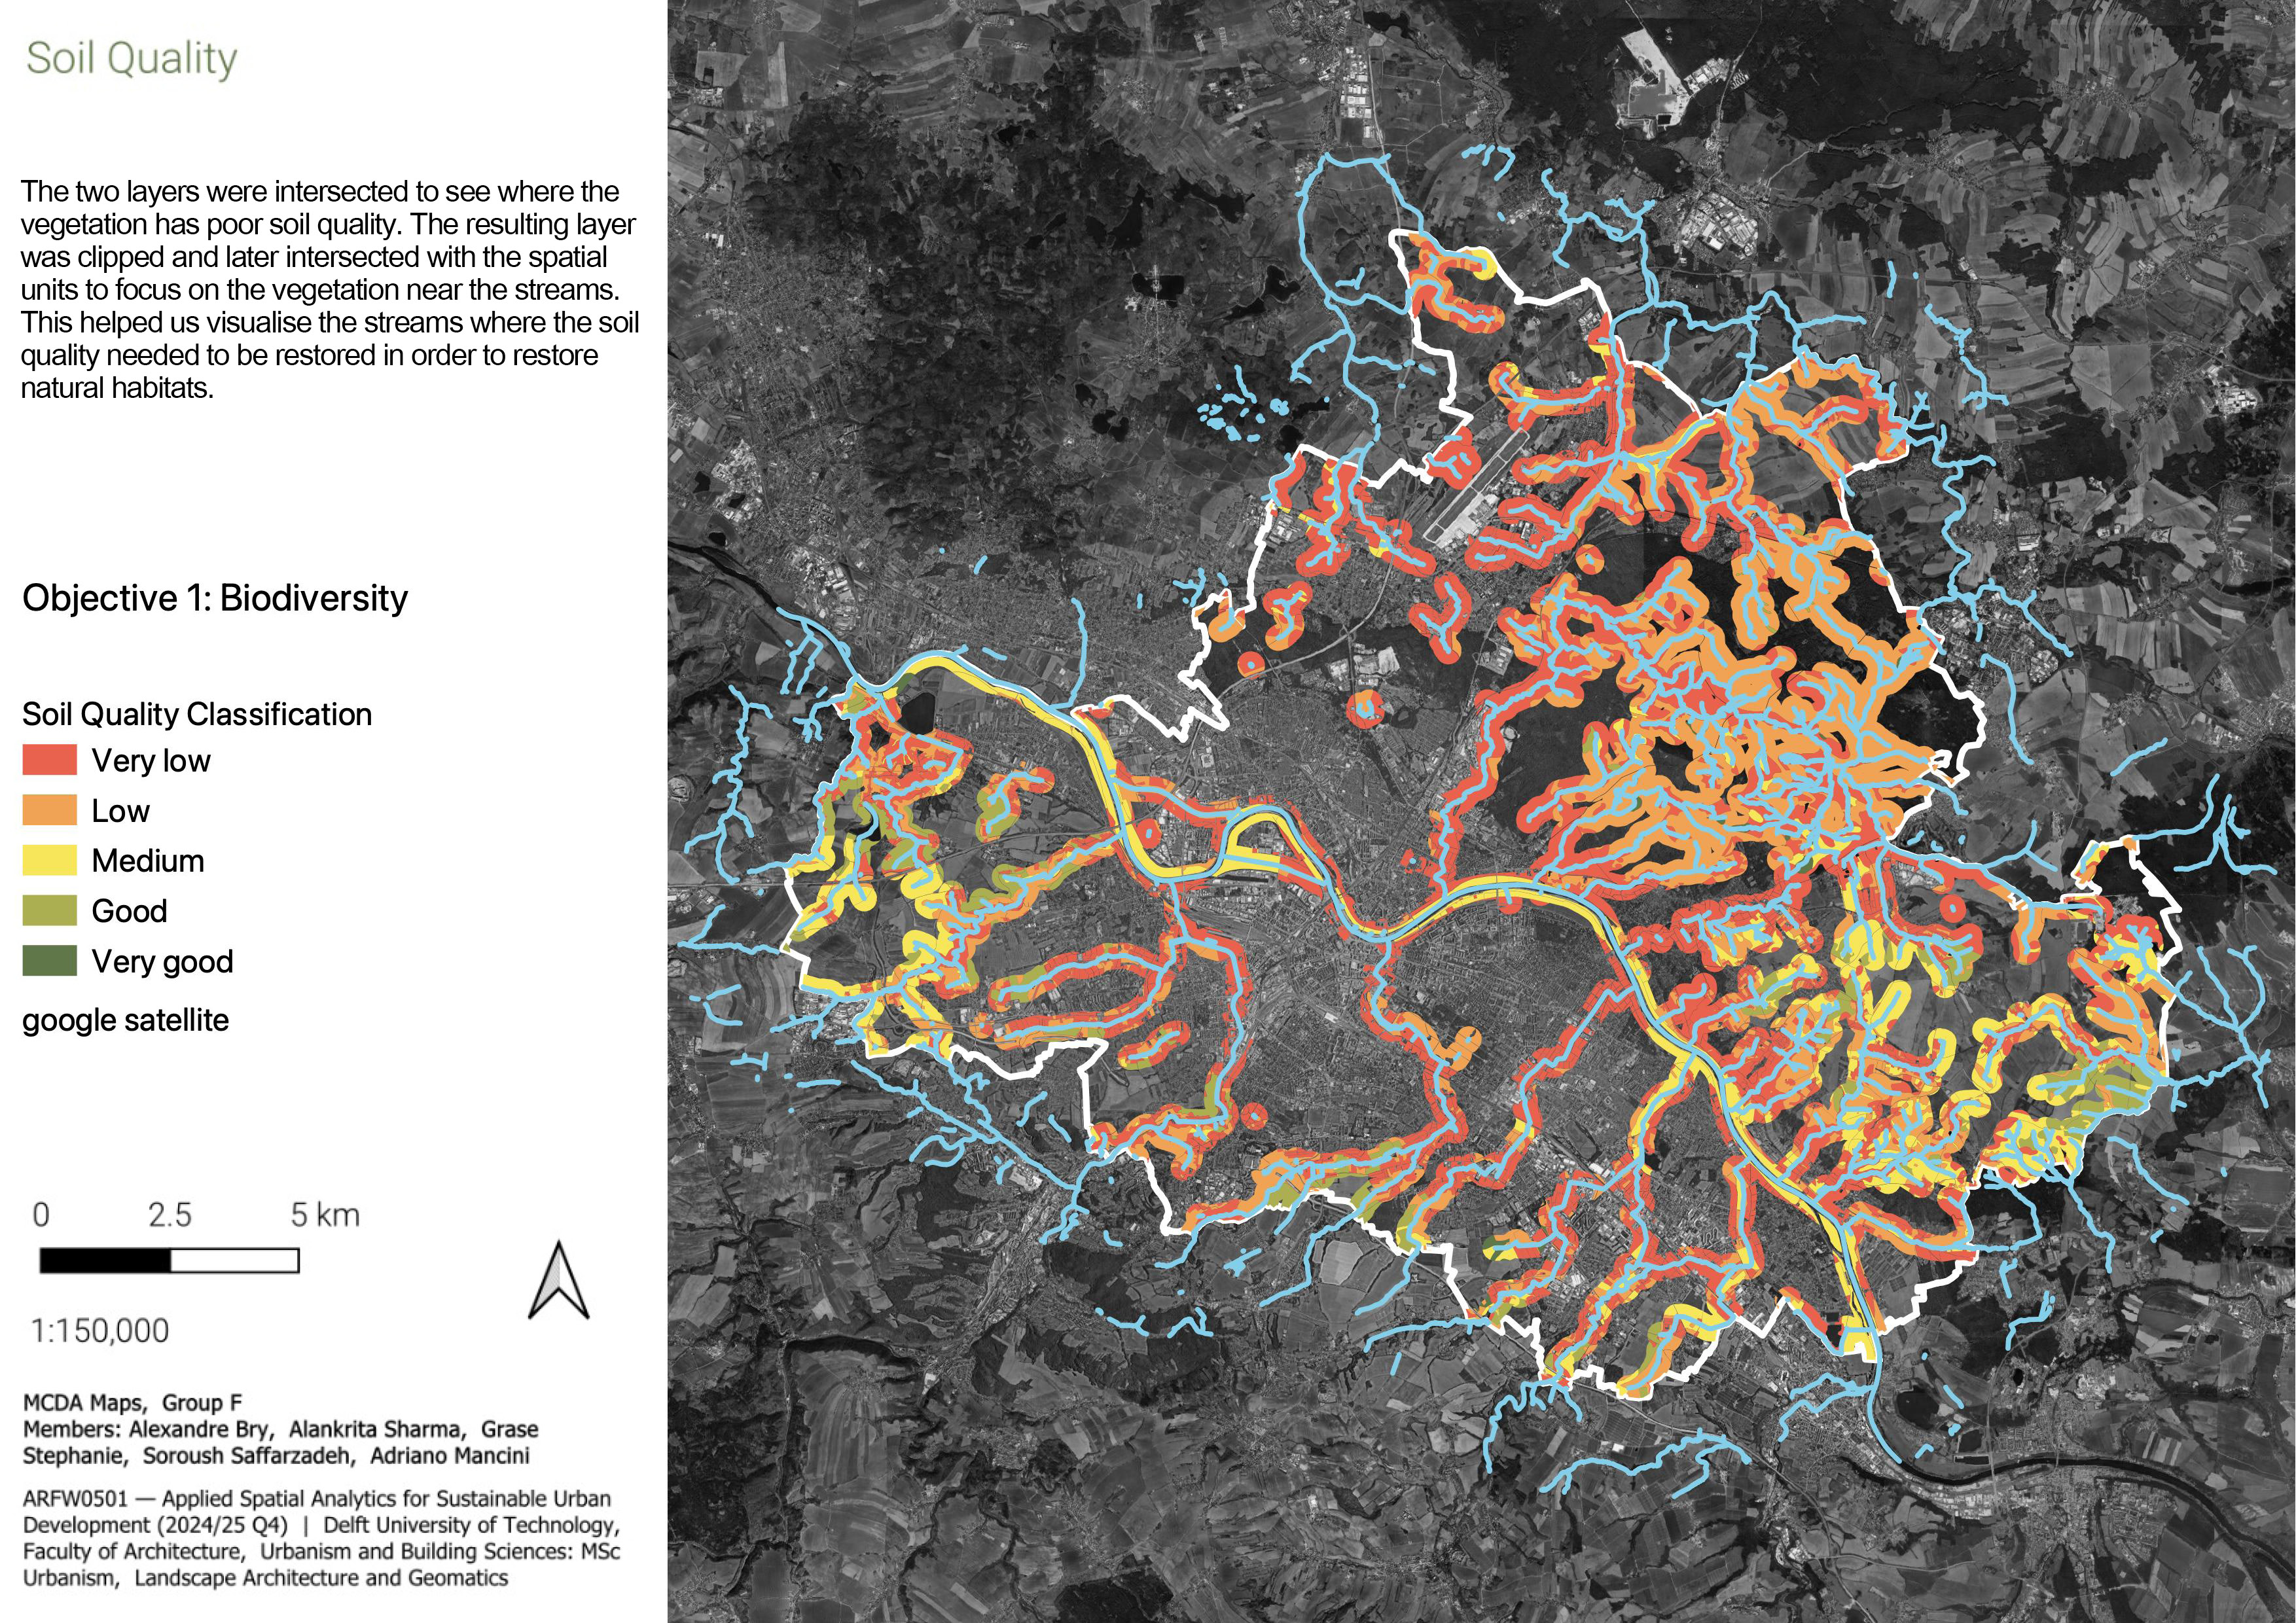 Soil Quality
The two layers were intersected to see where the
vegetation has poor soil quality. The resulting layer
was clipped and later intersected with the spatial
units to focus on the vegetation near the streams.
This helped us visualise the streams where the soil
quality needed to be restored in order to restore
natural habitats.
Objective 1: Biodiversity
Soil Quality Classification
Very low
Low
Medium
Good
Very good
google satellite
0 2.5 5 km
1:150,000
MCDA Maps, Group F
Members: Alexandre Bry, Alankrita Sharma, Grase
Stephanie, Soroush Saffarzadeh, Adriano Mancini
ARFW0501 — Applied Spatial Analytics for Sustainable Urban
Development (2024/25 Q4) | Delft University of Technology,
Faculty of Architecture, Urbanism and Building Sciences: MSc
Urbanism, Landscape Architecture and Geomatics